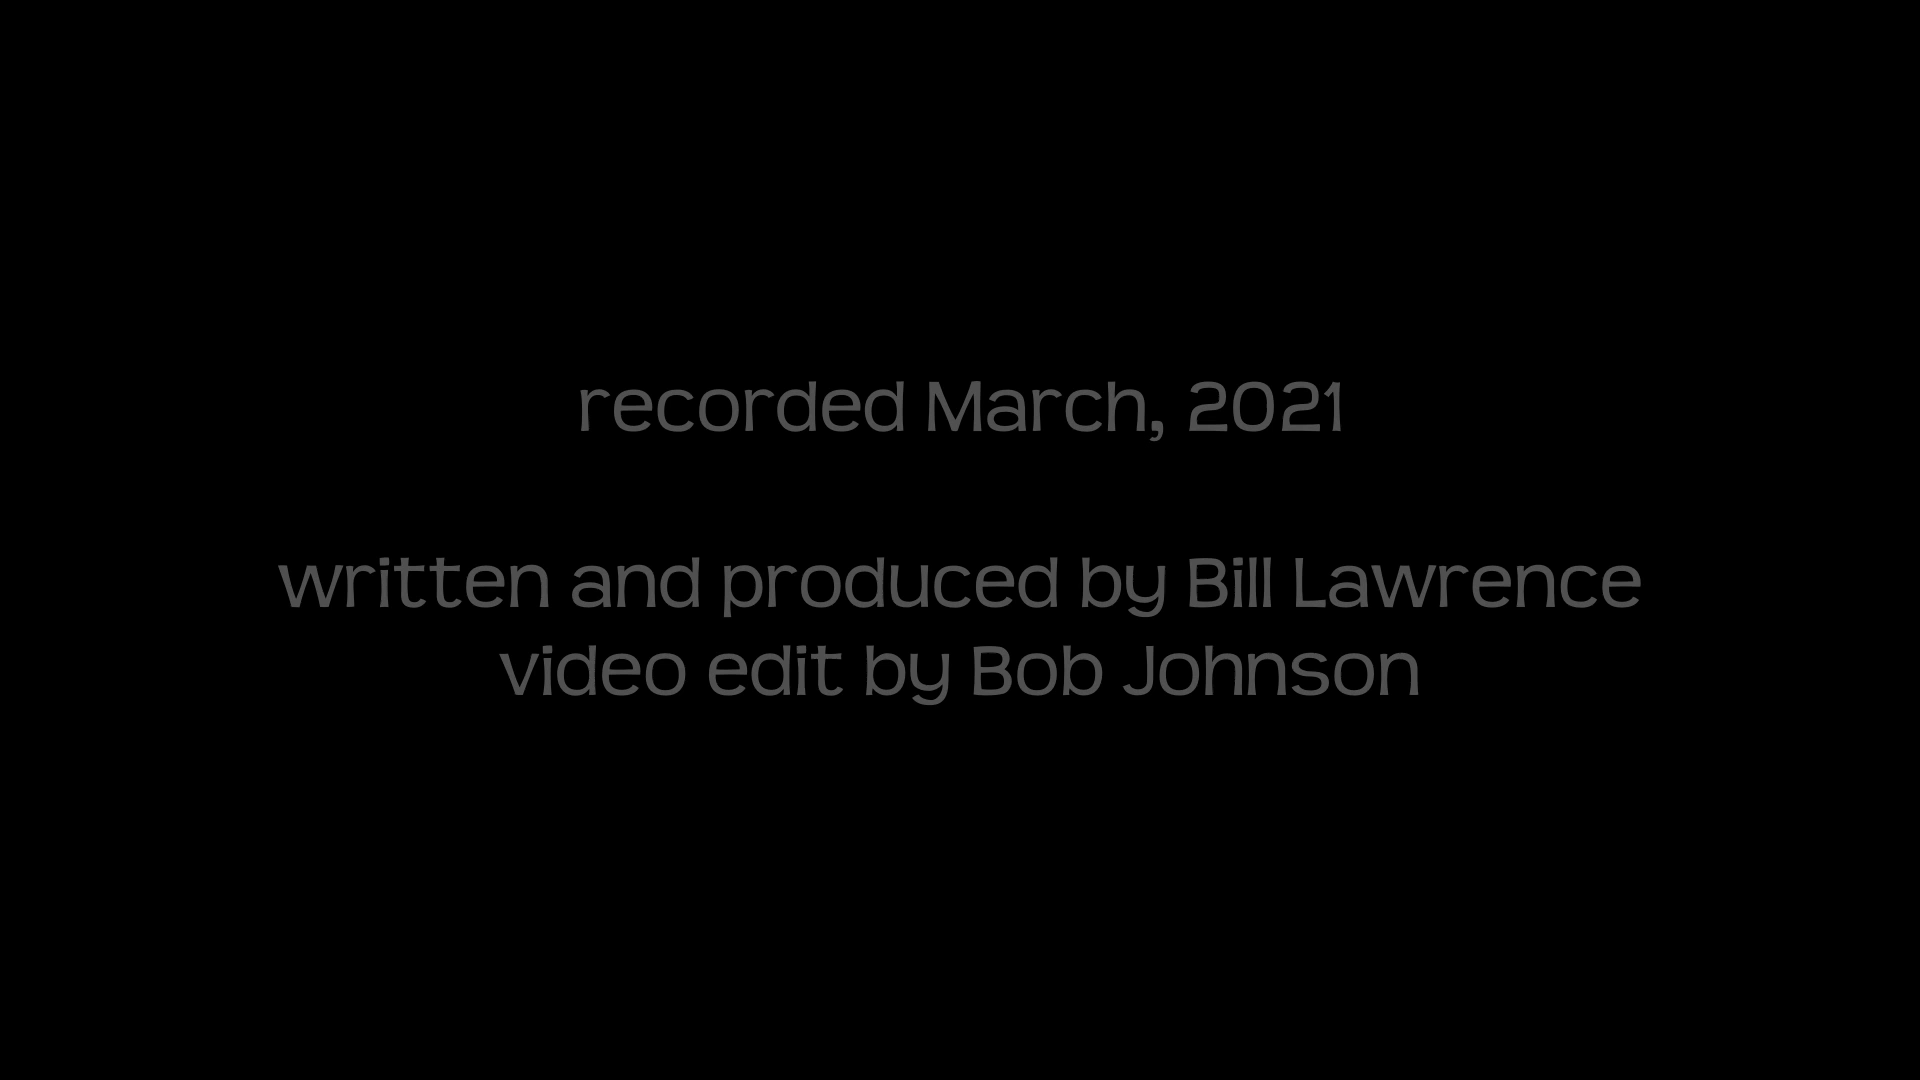 recorded March, 2021
written and produced by Bill Lawrence
video edit by Bob Johnson